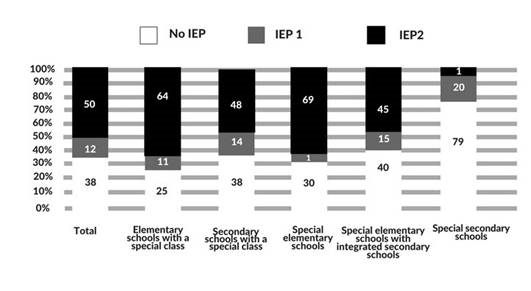 No IEP IEP 1 IEP2
100%
90%
80%
70%
60%
50%
40%
30%
20%
10%
0%
50 64 48 69 45 1
12 11 14 1 15 20
38 25 38 30 40 79
Total
Elementary
schools with a
special class
Secondary
schools with a
special class
Special
elementary
schools
Special elementary
schools with
integrated secondary
schools
Special secondary
schools